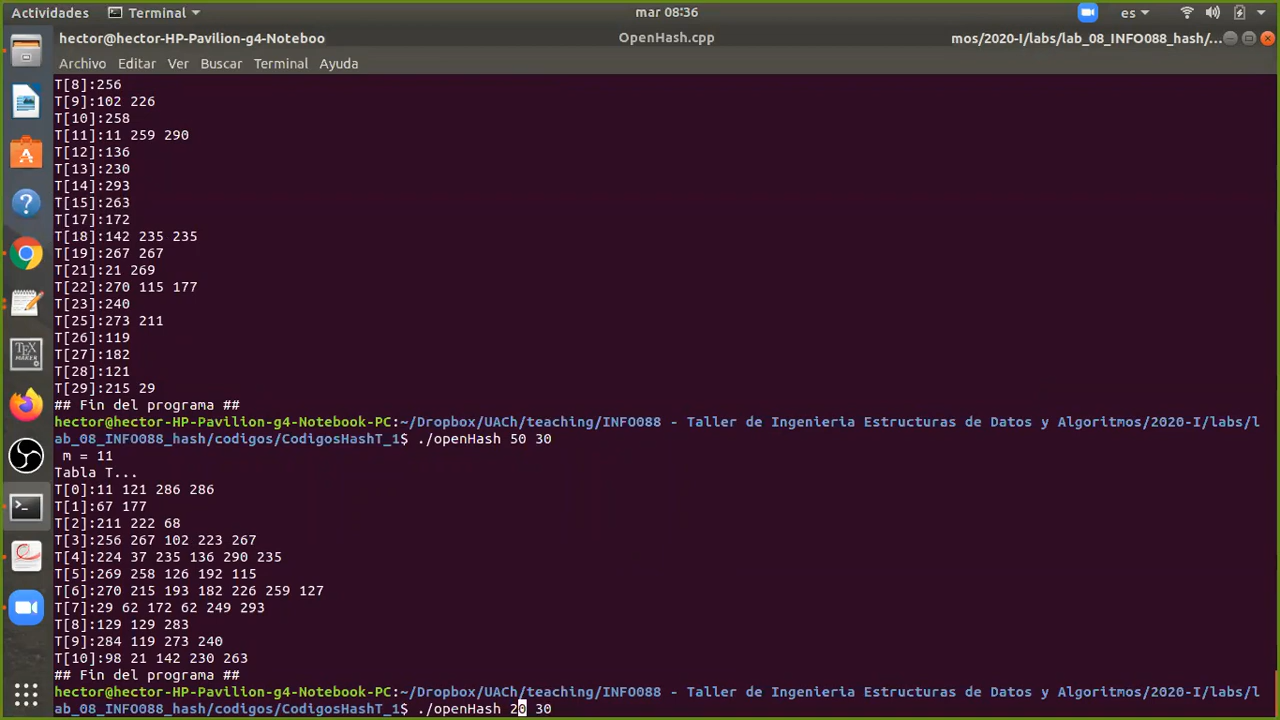 Actividades
Terminal
mar 08:36
es
hector@hector-HP-Pavilion-g4-Noteboo
OpenHash.cpp
mos/2020-I/labs/lab_08_INFO088_hash/...
Archivo Editar Ver Buscar Terminal Ayuda
T[8]:256
T[9]:102 226
T[10]:258
T[11]:11 259 290
T[12]:136
T[13]:230
T[14]:293
T[15]:263
T[17]:172
T[18]:142 235 235
T[19]:267 267
T[21]:21 269
T[22]:270 115 177
T[23]:240
T[25]:273 211
T[26]:119
T[27]:182
T[28]:121
T[29]:215 29
## Fin del programa ##
hector@hector-HP-Pavilion-g4-Notebook-PC:~/Dropbox/UACh/teaching/INFO088 - Taller de Ingenieria Estructuras de Datos y Algoritmos/2020-I/labs/l
ab_08_INFO088_hash/codigos/CodigosHashT_1$ ./openHash 50 30
m = 11
Tabla T...
T[0]:11 121 286 286
T[1]:67 177
T[2]:211 222 68
T[3]:256 267 102 223 267
T[4]:224 37 235 136 290 235
T[5]:269 258 126 192 115
T[6]:270 215 193 182 226 259 127
T[7]:29 62 172 62 249 293
T[8]:129 129 283
T[9]:284 119 273 240
T[10]:98 21 142 230 263
## Fin del programa ##
hector@hector-HP-Pavilion-g4-Notebook-PC:~/Dropbox/UACh/teaching/INFO088 - Taller de Ingenieria Estructuras de Datos y Algoritmos/2020-I/labs/l
ab_08_INFO088_hash/codigos/CodigosHashT_1$ ./openHash 20 30